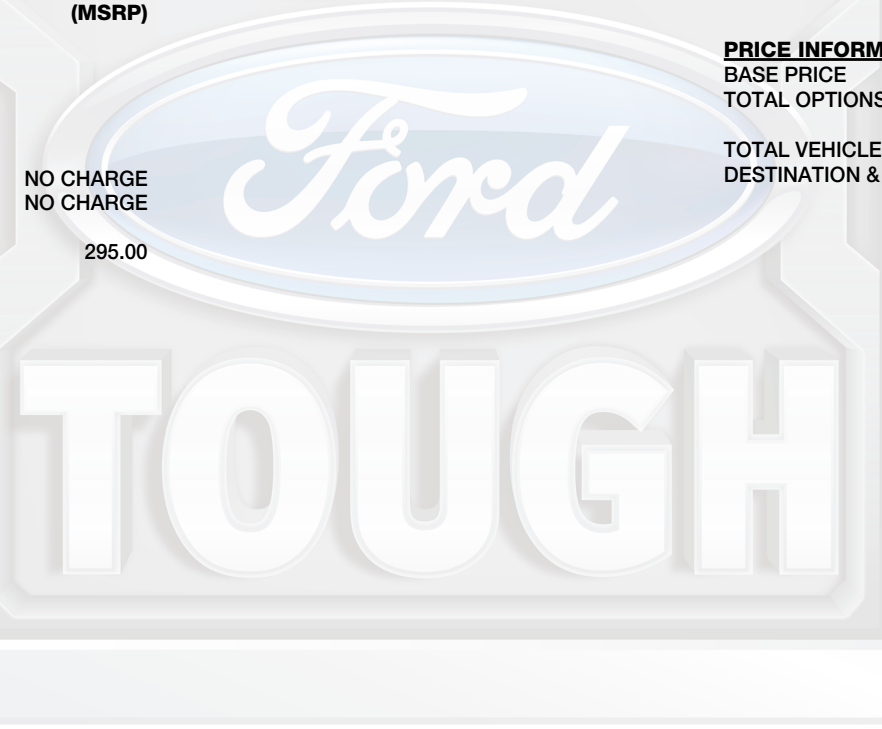 (MSRP)
NO CHARGE
NO CHARGE
295.00
PRICE INFORM
BASE PRICE
TOTAL OPTIONS
TOTAL VEHICLE
DESTINATION &
Ford
TOUGH